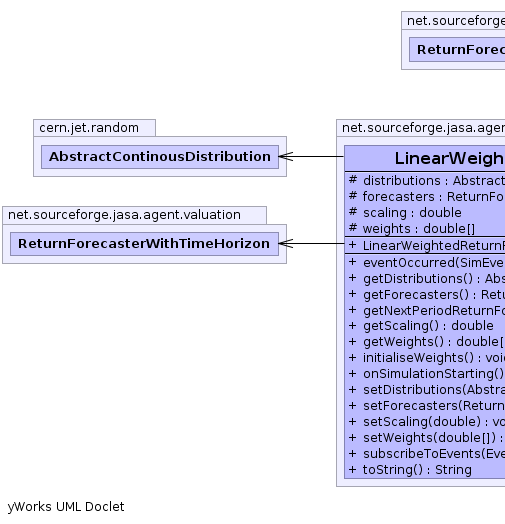 net.sourceforge
ReturnForec
cern.jet.random
AbstractContinousDistribution
net.sourceforge.jasa.agent.valuation
ReturnForecasterWithTimeHorizon
net.sourceforge.jasa.agen
LinearWeigh
# distributions : Abstract
# forecasters : ReturnFo
# scaling : double
# weights : double[]
+ LinearWeightedReturnF
+ eventOccurred(SimEve
+ getDistributions() : Abs
+ getForecasters() : Retu
+ getNextPeriodReturnFo
+ getScaling() : double
+ getWeights() : double[
+ initialiseWeights() : voi
+ onSimulationStarting()
+ setDistributions(Abstra
+ setForecasters(Return
+ setScaling(double) : vo
+ setWeights(double[]) :
+ subscribeToEvents(Eve
+ toString() : String
yWorks UML Doclet